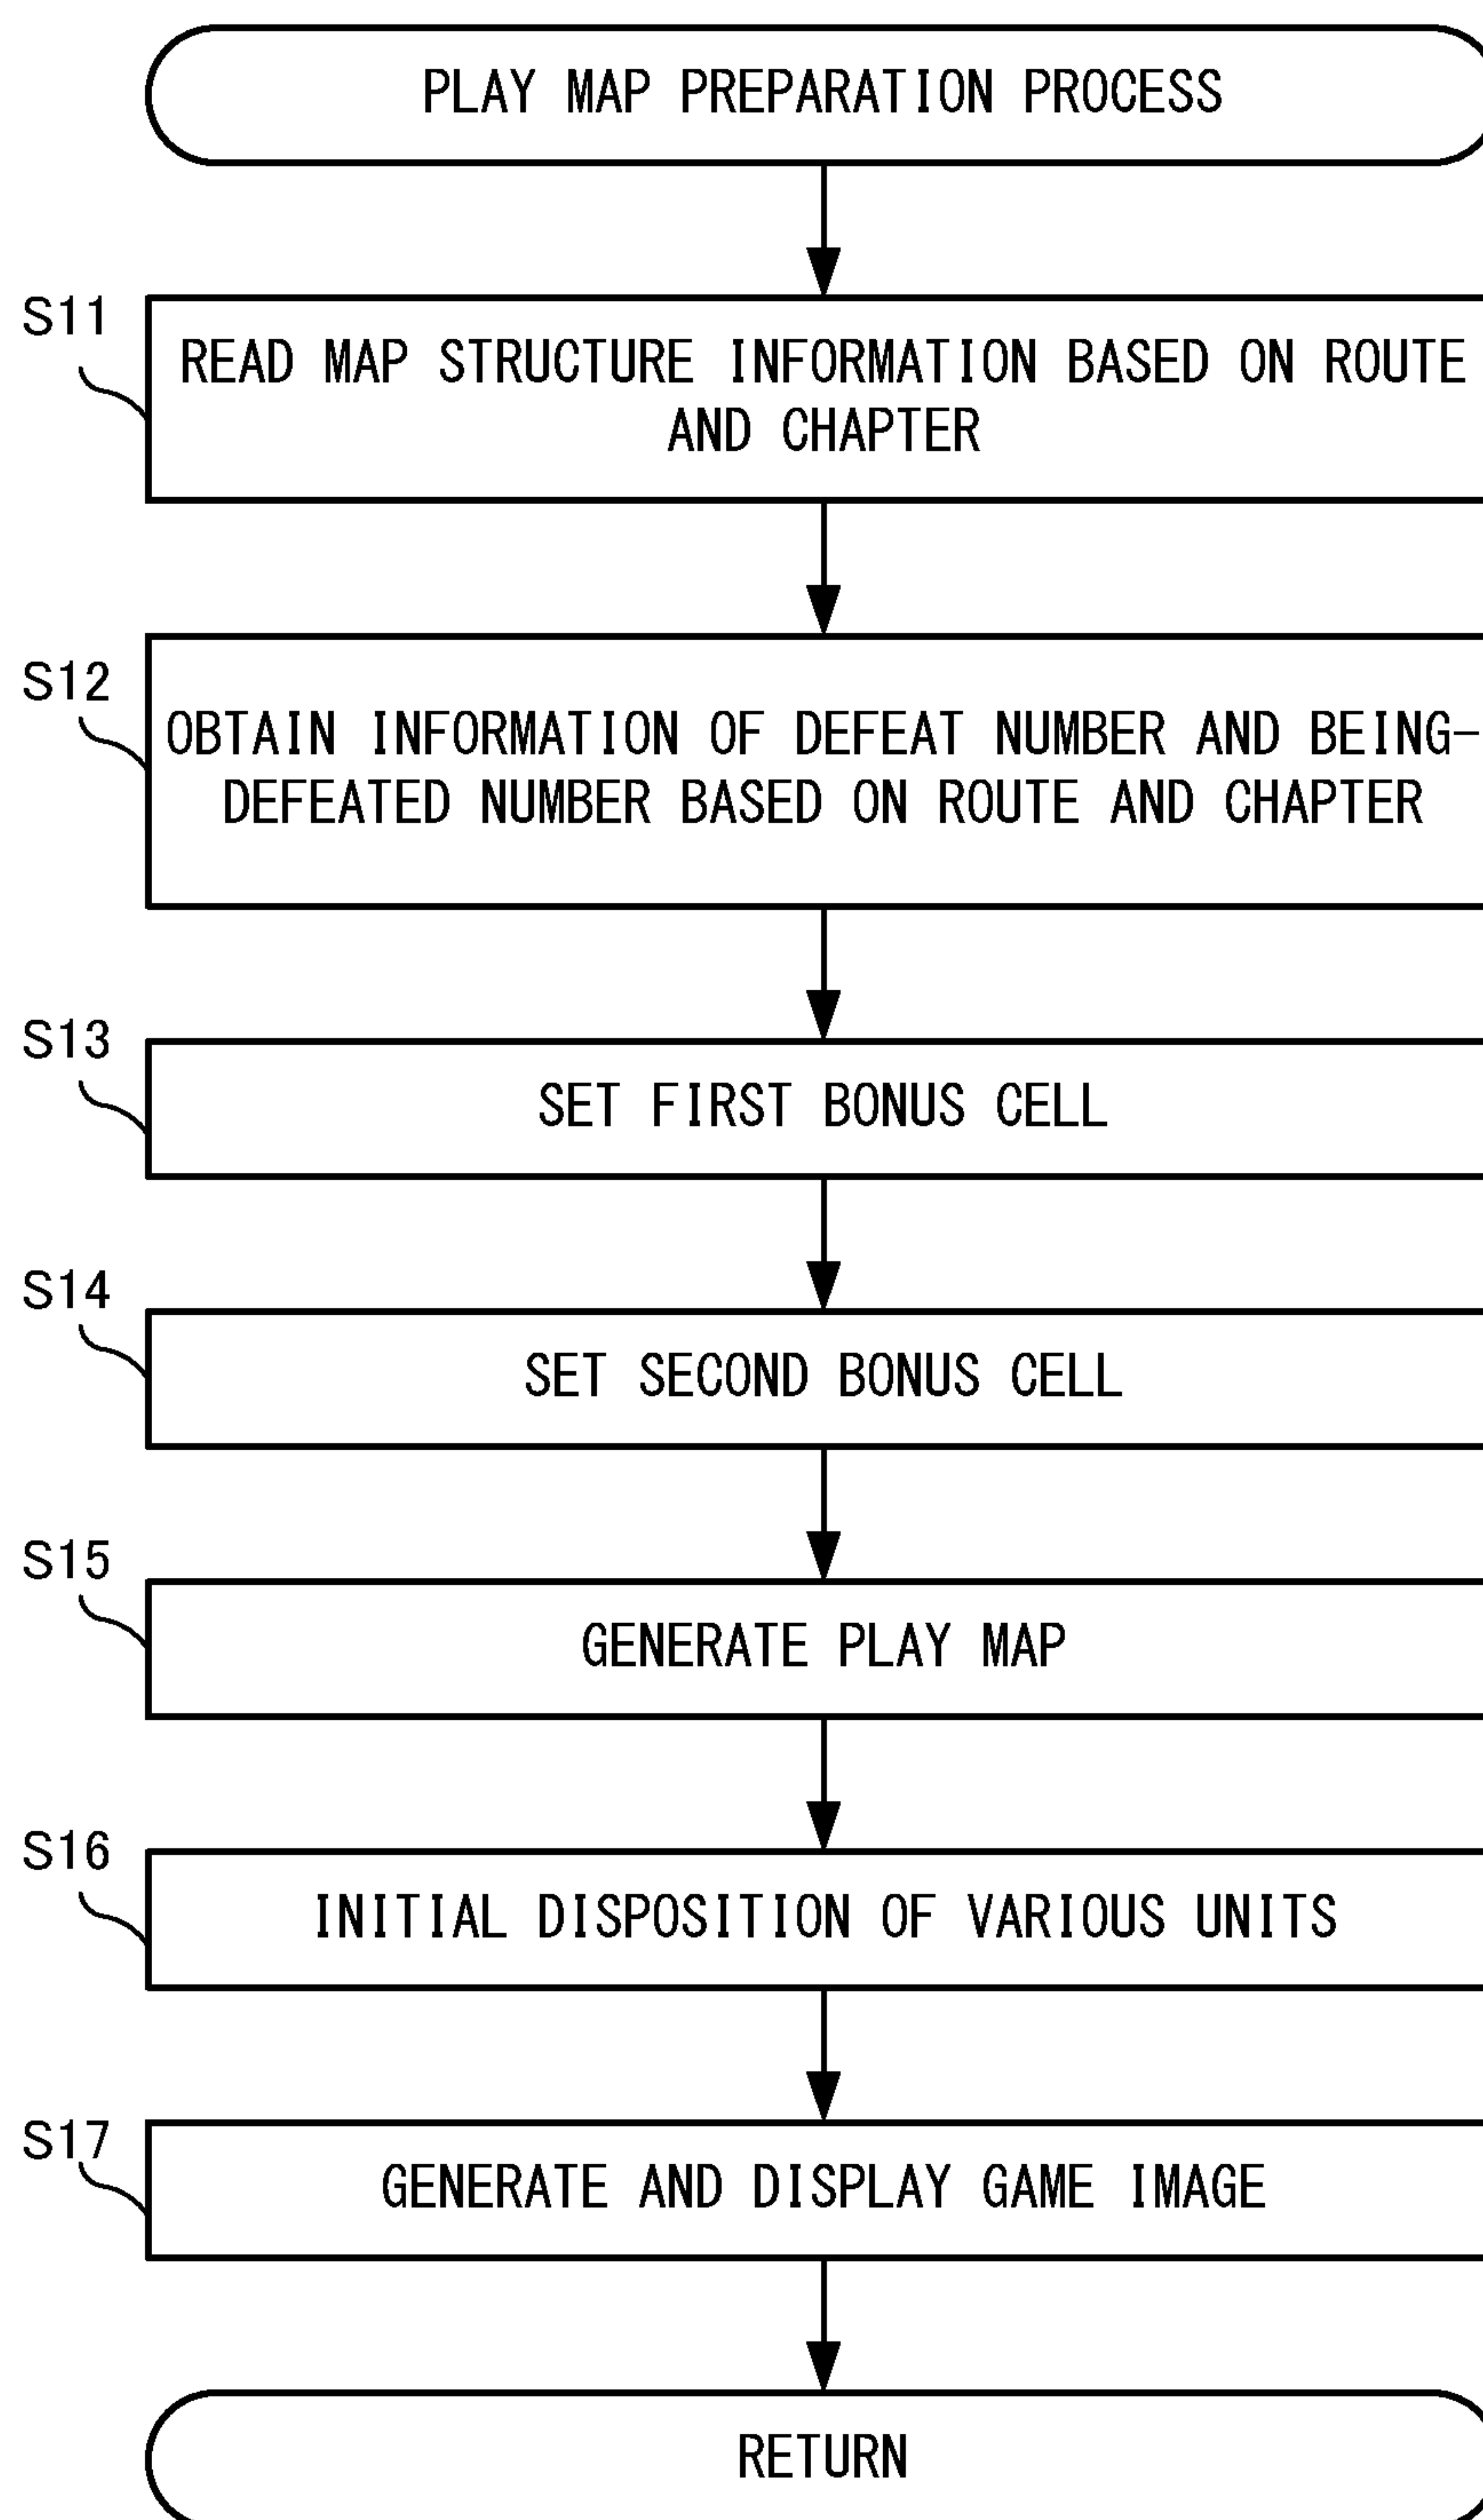 PLAY MAP PREPARATION PROCESS
S11
READ MAP STRUCTURE INFORMATION BASED ON ROUTE
AND CHAPTER
S12
OBTAIN INFORMATION OF DEFEAT NUMBER AND BEING-
DEFEATED NUMBER BASED ON ROUTE AND CHAPTER
S13
SET FIRST BONUS CELL
S14
SET SECOND BONUS CELL
S15
GENERATE PLAY MAP
S16
INITIAL DISPOSITION OF VARIOUS UNITS
S17
GENERATE AND DISPLAY GAME IMAGE
RETURN